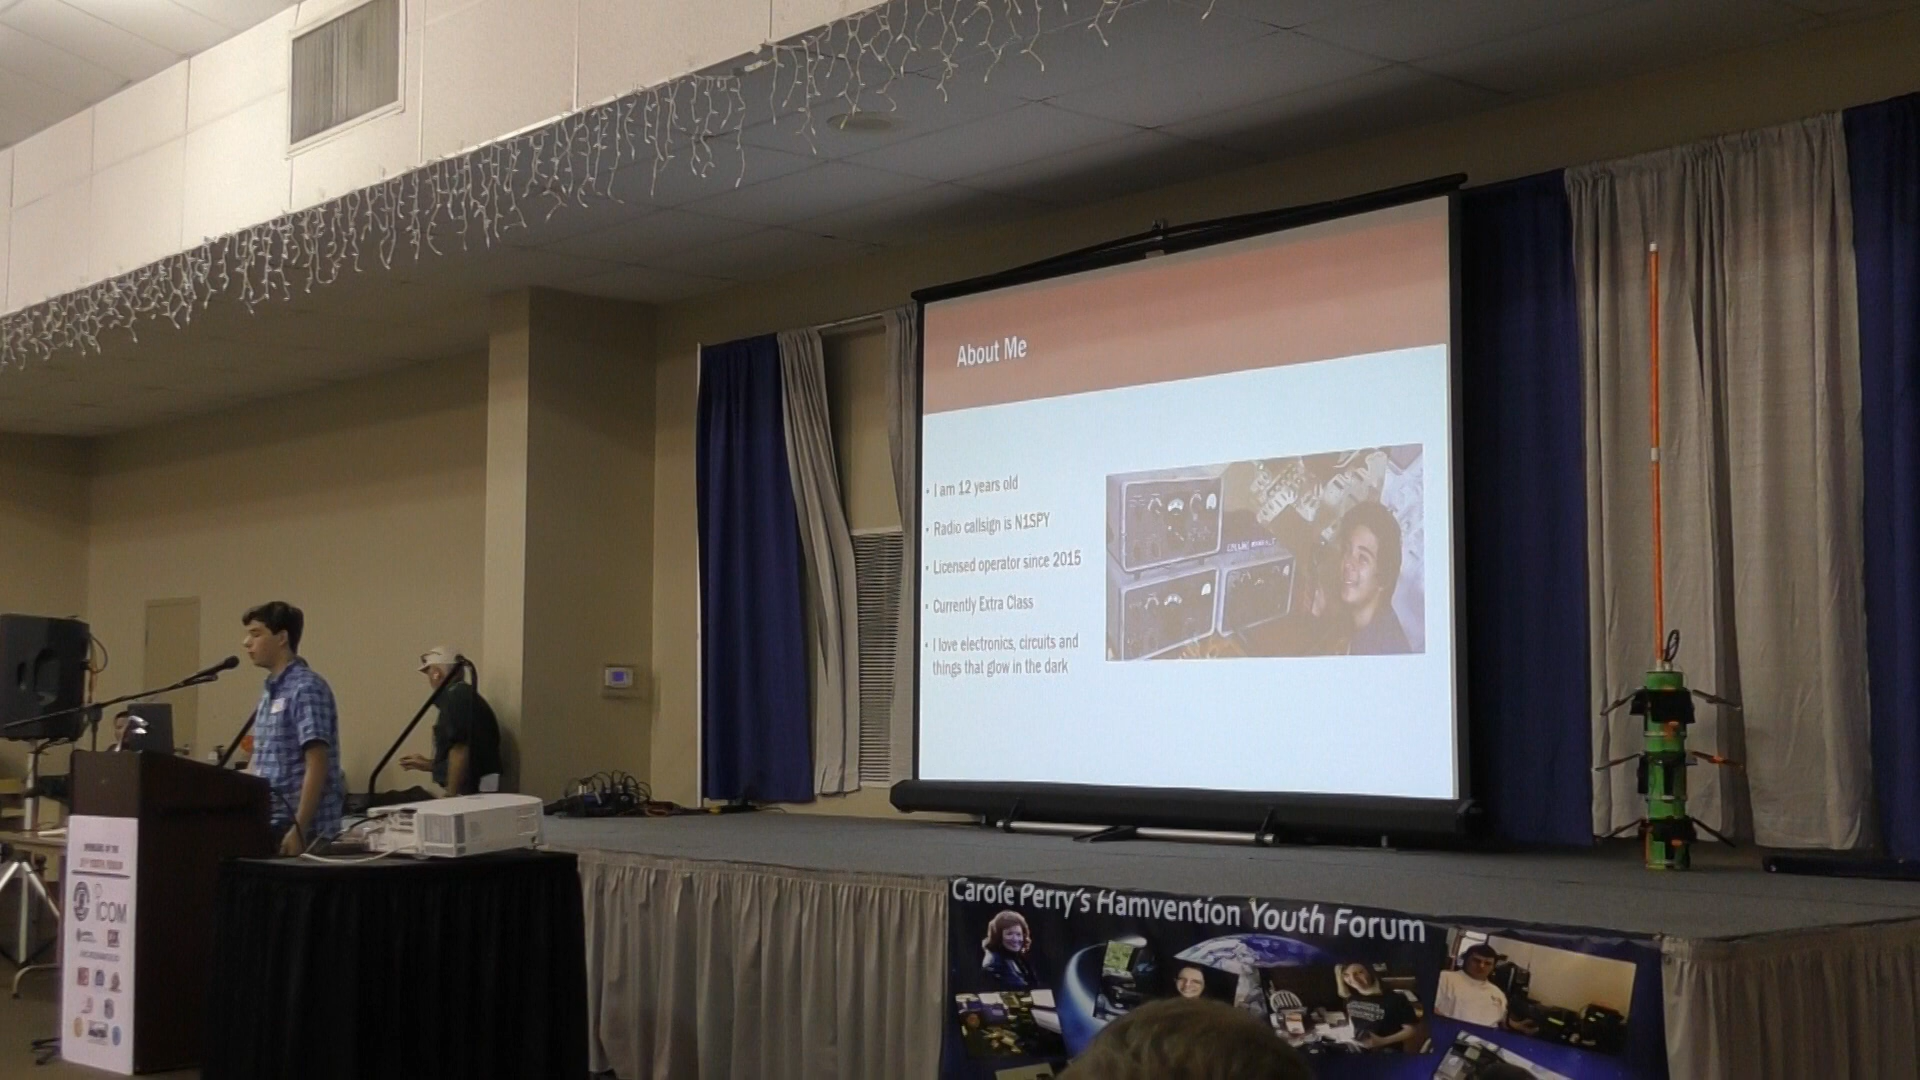 About Me
• I am 12 years old
• Radio callsign is N1SPY
• Licensed operator since 2015
• Currently Extra Class
• I love electronics, circuits and
things that glow in the dark
Carole Perry's Hamvention Youth Forum
ICOM